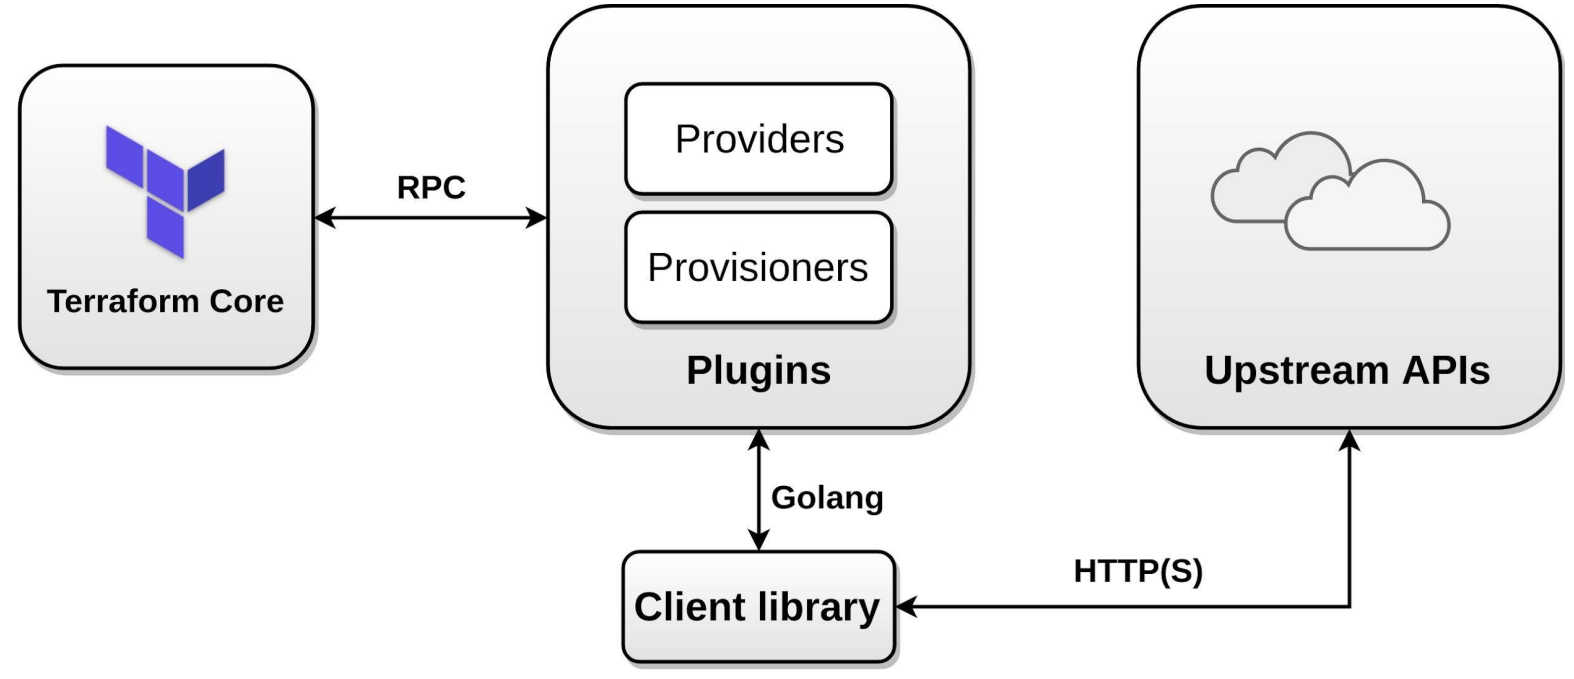 Terraform Core
RPC
Providers
Provisioners
Plugins
Golang
Client library
HTTP(S)
Upstream APIs